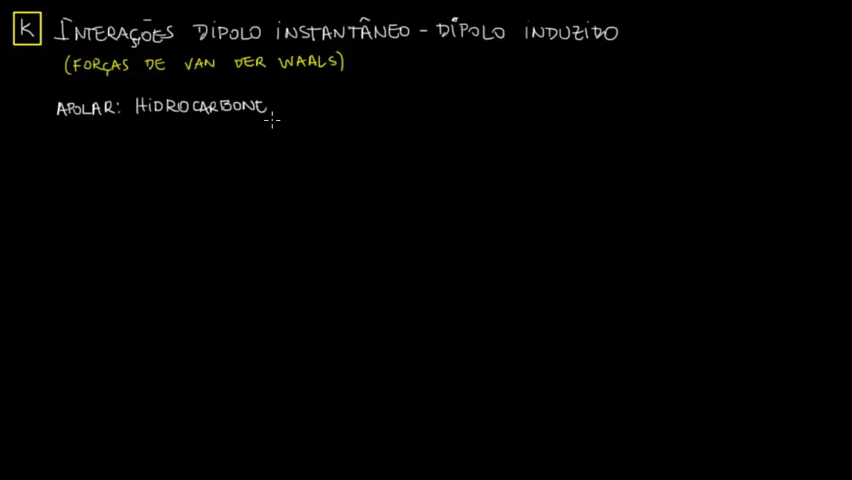 K INTERAÇÕES DIPOLO INSTANTÂNEO - DIPOLO INDUZIDO
(FORÇAS DE VAN DER WAALS)
APOLAR: HIDROCARBONE